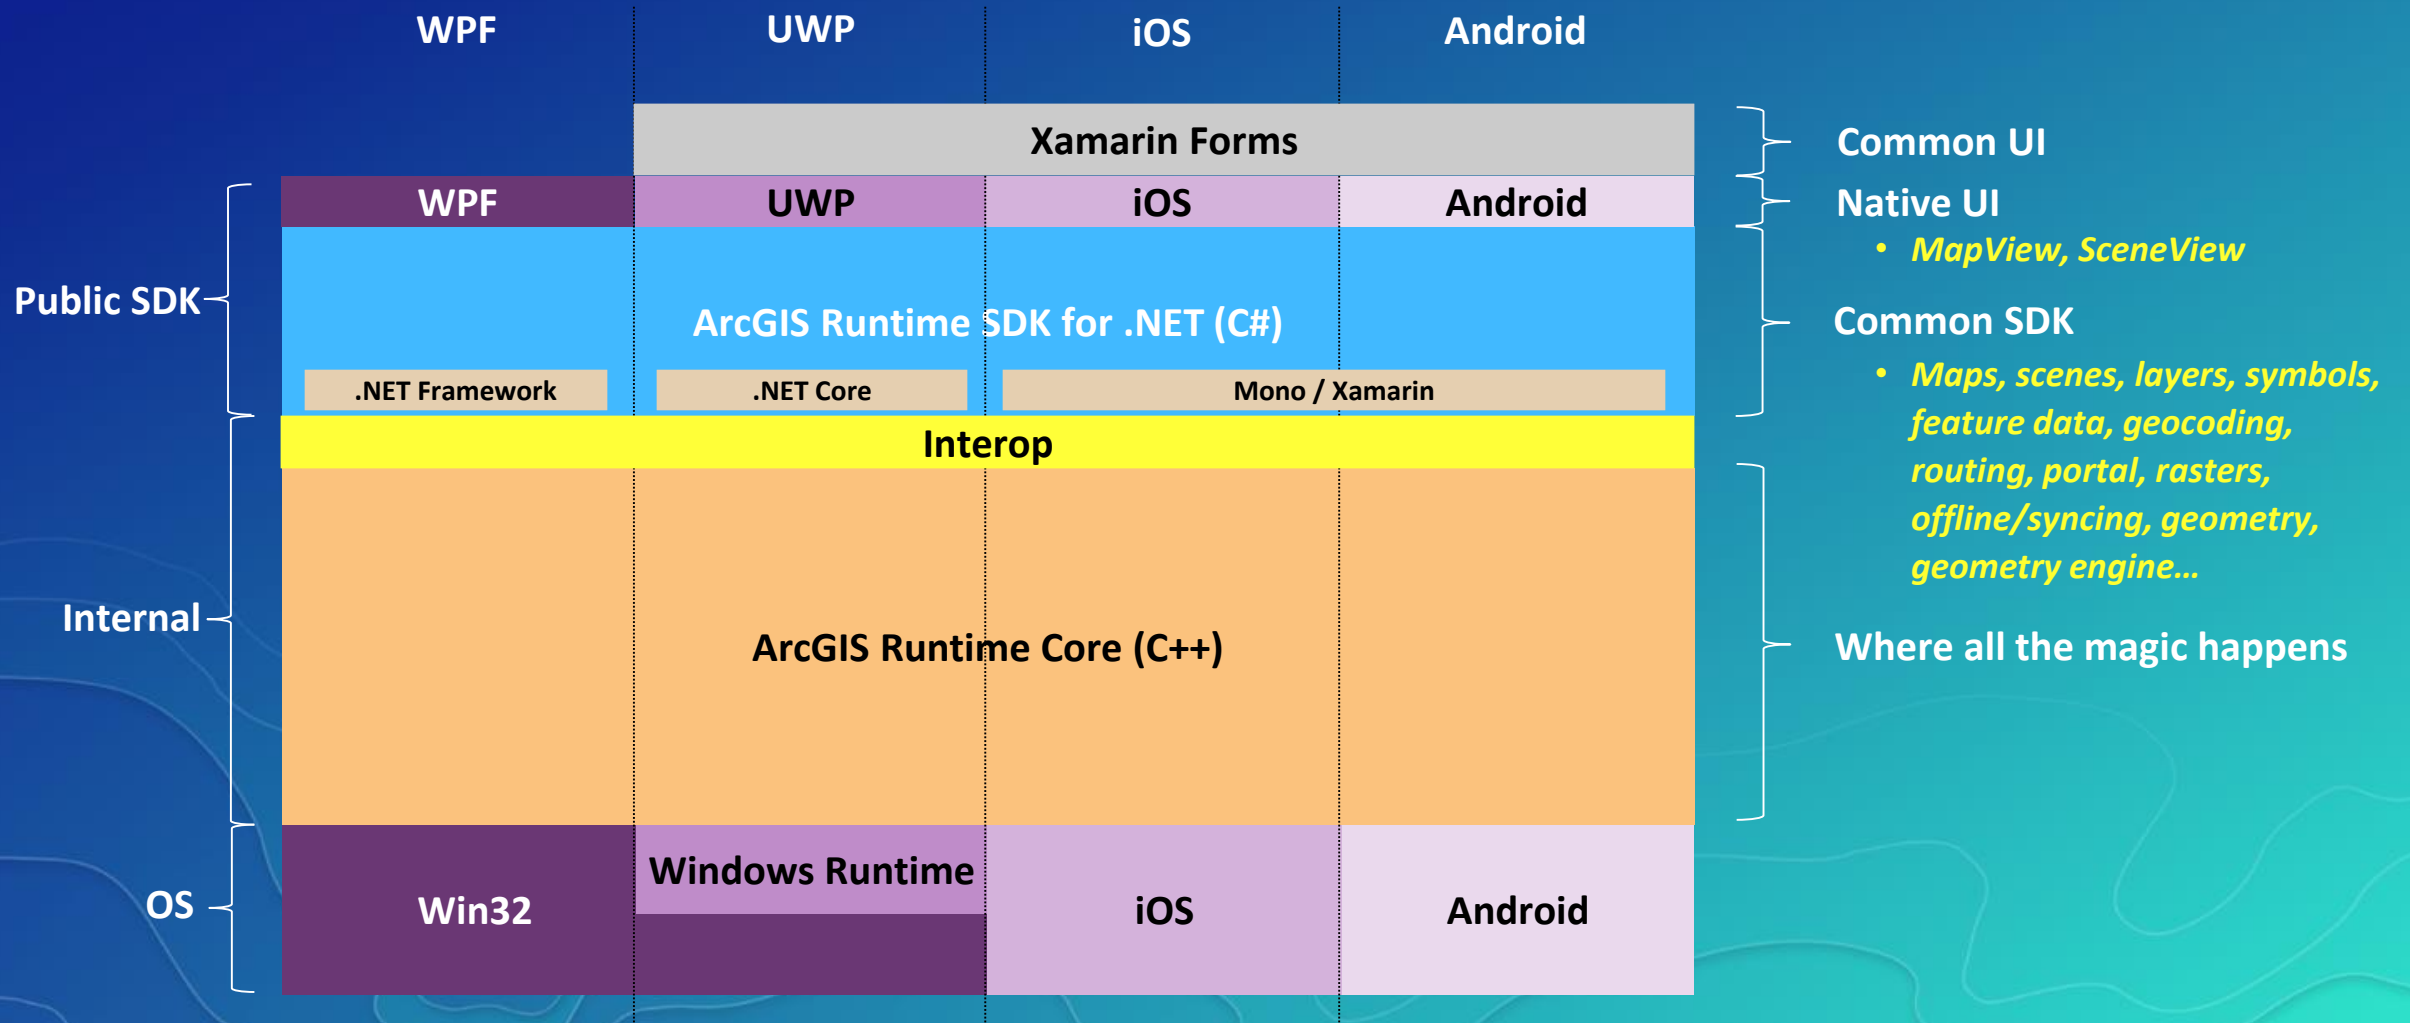 WPF
UWP
iOS
Android
Xamarin Forms
Common UI
WPF
UWP
iOS
Android
Native UI
• MapView, SceneView
Public SDK
ArcGIS Runtime SDK for .NET (C#)
Common SDK
.NET Framework
.NET Core
Mono / Xamarin
• Maps, scenes, layers, symbols,
feature data, geocoding,
routing, portal, rasters,
offline/syncing, geometry,
geometry engine...
Interop
Internal
ArcGIS Runtime Core (C++)
Where all the magic happens
OS
Win32
Windows Runtime
iOS
Android